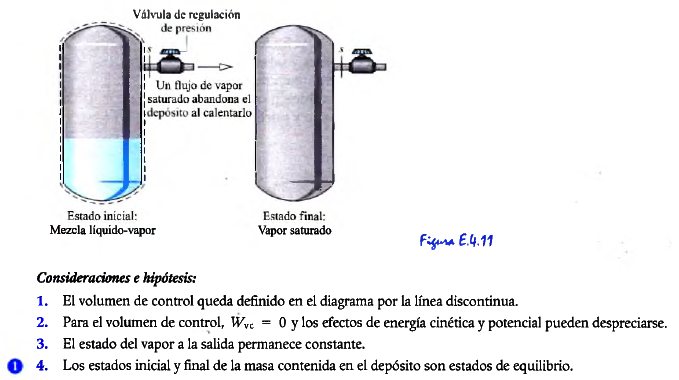 Válvula de regulación
de presión
s
s
Un flujo de vapor
saturado abandona el
depósito al calentarlo
Estado inicial:
Mezcla líquido-vapor
Estado final:
Vapor saturado
Figura E.4.11
Consideraciones e hipótesis:
1. El volumen de control queda definido en el diagrama por la línea discontinua.
2. Para el volumen de control, Ẇvc = 0 y los efectos de energía cinética y potencial pueden despreciarse.
3. El estado del vapor a la salida permanece constante.
1 4. Los estados inicial y final de la masa contenida en el depósito son estados de equilibrio.